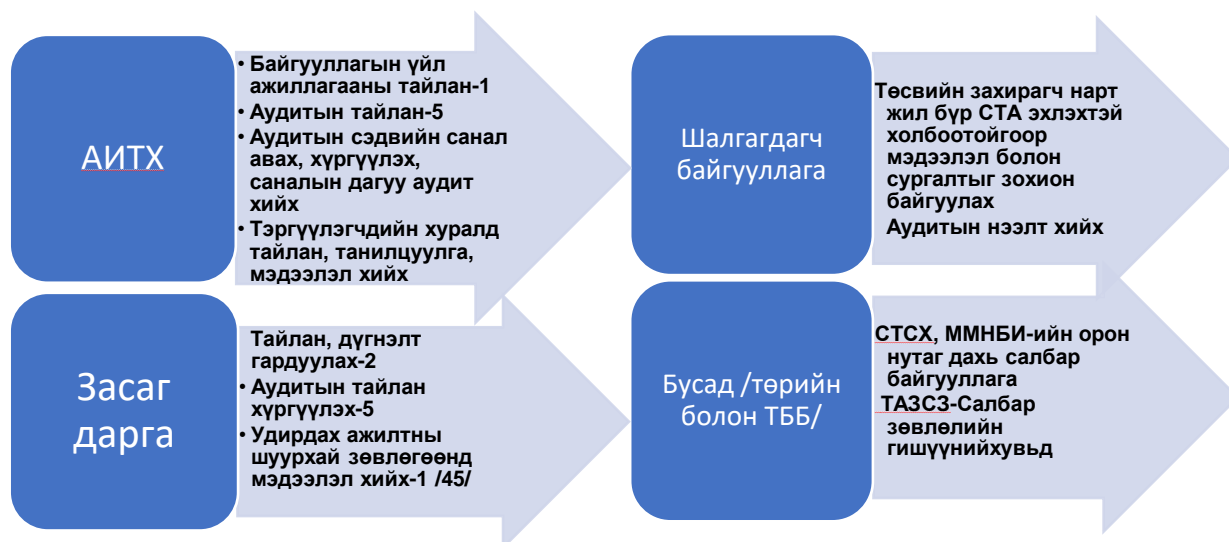 АИТХ
• Байгууллагын үйл
ажиллагааны тайлан-1
• Аудитын тайлан-5
• Аудитын сэдвийн санал
авах, хүргүүлэх,
саналын дагуу аудит
хийх
• Тэргүүлэгчдийн хуралд
тайлан, танилцуулга,
мэдээлэл хийх
Шалгагдагч
байгууллага
Төсвийн захирагч нарт
жил бүр СТА эхлэхтэй
холбоотойгоор
мэдээлэл болон
сургалтыг зохион
байгуулах
Аудитын нээлт хийх
Засаг
дарга
Тайлан, дүгнэлт
гардуулах-2
• Аудитын тайлан
хүргүүлэх-5
• Удирдах ажилтны
шуурхай зөвлөгөөнд
мэдээлэл хийх-1 /45/
Бусад /төрийн
болон ТББ/
СТСХ, ММНБИ-ийн орон
нутаг дахь салбар
байгууллага
ТАЗСЗ-Салбар
зөвлөлийн
гишүүнийхувьд